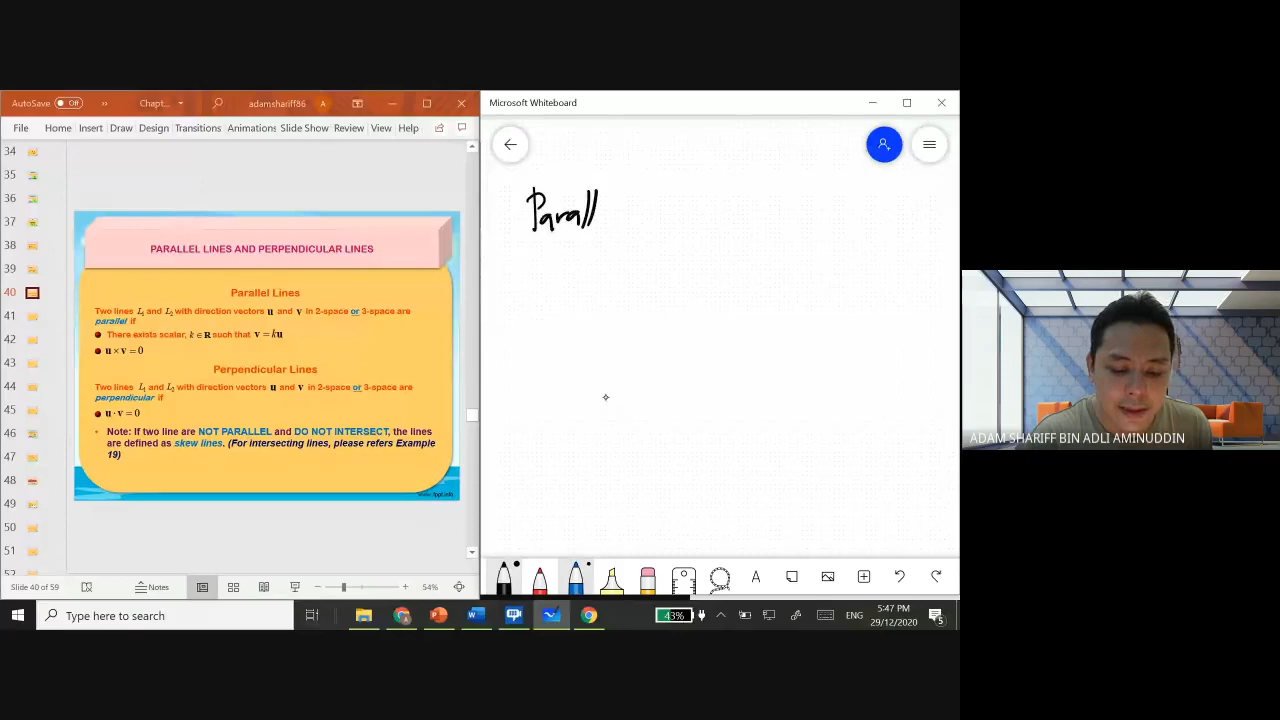 AutoSave Off
Chapt...
adamshariff86
A
File Home Insert Draw Design Transitions Animations Slide Show Review View Help
34
35
36
37
38
39
40
41
42
43
44
45
46
47
48
49
50
51
PARALLEL LINES AND PERPENDICULAR LINES
Parallel Lines
Two lines L₁ and L₂ with direction vectors u and v in 2-space or 3-space are
parallel if
There exists scalar, k ∈ R such that v = ku
u × v = 0
Perpendicular Lines
Two lines L₁ and L₂ with direction vectors u and v in 2-space or 3-space are
perpendicular if
u · v = 0
• Note: If two line are NOT PARALLEL and DO NOT INTERSECT, the lines
are defined as skew lines. (For intersecting lines, please refers Example
19)
Slide 40 of 59
Notes
54%
Microsoft Whiteboard
Parall
ADAM SHARIFF BIN ADLI AMINUDDIN
Type here to search
43%
ENG
5:47 PM
29/12/2020
5